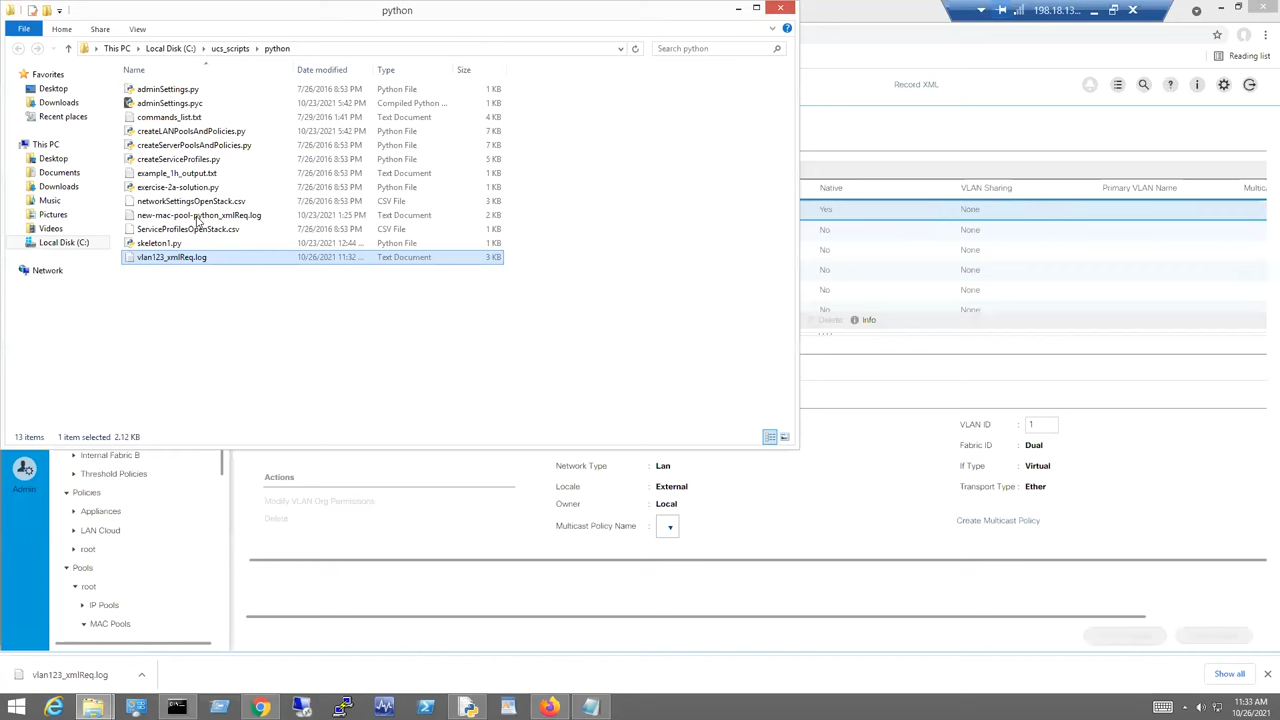 python
198.18.13...
File
Home
Share
View
This PC
Local Disk (C:)
ucs_scripts
python
Search python
Reading list
Favorites
Desktop
Downloads
Recent places
This PC
Desktop
Documents
Downloads
Music
Pictures
Videos
Local Disk (C:)
Network
Name
Date modified
Type
Size
adminSettings.py
7/26/2016 8:53 PM
Python File
1 KB
adminSettings.pyc
10/23/2021 5:42 PM
Compiled Python ...
1 KB
commands_list.txt
7/29/2016 1:41 PM
Text Document
4 KB
createLANPoolsAndPolicies.py
10/23/2021 5:42 PM
Python File
7 KB
createServerPoolsAndPolicies.py
7/26/2016 8:53 PM
Python File
7 KB
createServiceProfiles.py
7/26/2016 8:53 PM
Python File
5 KB
example_1h_output.txt
7/26/2016 8:53 PM
Text Document
1 KB
exercise-2a-solution.py
7/26/2016 8:53 PM
Python File
1 KB
networkSettingsOpenStack.csv
7/26/2016 8:53 PM
CSV File
3 KB
new-mac-pool-python_xmlReq.log
10/23/2021 1:25 PM
Text Document
2 KB
ServiceProfilesOpenStack.csv
7/26/2016 8:53 PM
CSV File
1 KB
skeleton1.py
10/23/2021 12:44 ...
Python File
1 KB
vlan123_xmlReq.log
10/26/2021 11:32 ...
Text Document
3 KB
13 items
1 item selected 2.12 KB
Record XML
Native
VLAN Sharing
Primary VLAN Name
Multica
Yes
None
No
None
No
None
No
None
No
None
No
None
Delete
Info
VLAN ID : 1
Fabric ID : Dual
If Type : Virtual
Transport Type : Ether
Create Multicast Policy
Network Type : Lan
Locale : External
Owner : Local
Multicast Policy Name :
Actions
Modify VLAN Org Permissions
Delete
Admin
Internal Fabric B
Threshold Policies
Policies
Appliances
LAN Cloud
root
Pools
root
IP Pools
MAC Pools
vlan123_xmlReq.log
Show all
11:33 AM
10/26/2021